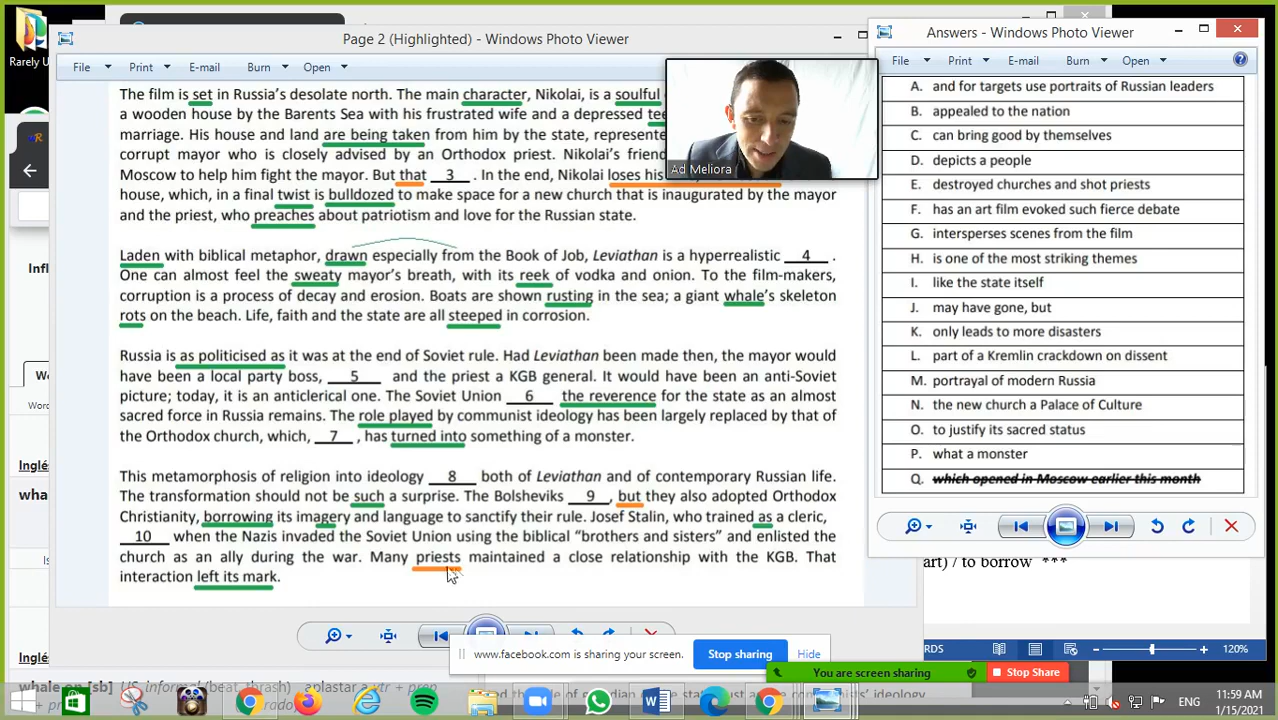 Rarely U
Page 2 (Highlighted) - Windows Photo Viewer
File Print E-mail Burn Open
The film is set in Russia's desolate north. The main character, Nikolai, is a soulful
a wooden house by the Barents Sea with his frustrated wife and a depressed
marriage. His house and land are being taken from him by the state, represente
corrupt mayor who is closely advised by an Orthodox priest. Nikolai's friend
Moscow to help him fight the mayor. But that 3 . In the end, Nikolai loses his
house, which, in a final twist is bulldozed to make space for a new church that is inaugurated by the mayor
and the priest, who preaches about patriotism and love for the Russian state.
Laden with biblical metaphor, drawn especially from the Book of Job, Leviathan is a hyperrealistic 4 .
One can almost feel the sweaty mayor's breath, with its reek of vodka and onion. To the film-makers,
corruption is a process of decay and erosion. Boats are shown rusting in the sea; a giant whale's skeleton
rots on the beach. Life, faith and the state are all steeped in corrosion.
Russia is as politicised as it was at the end of Soviet rule. Had Leviathan been made then, the mayor would
have been a local party boss, 5 and the priest a KGB general. It would have been an anti-Soviet
picture; today, it is an anticlerical one. The Soviet Union 6 the reverence for the state as an almost
sacred force in Russia remains. The role played by communist ideology has been largely replaced by that of
the Orthodox church, which, 7 , has turned into something of a monster.
This metamorphosis of religion into ideology 8 both of Leviathan and of contemporary Russian life.
The transformation should not be such a surprise. The Bolsheviks 9 , but they also adopted Orthodox
Christianity, borrowing its imagery and language to sanctify their rule. Josef Stalin, who trained as a cleric,
10 when the Nazis invaded the Soviet Union using the biblical "brothers and sisters" and enlisted the
church as an ally during the war. Many priests maintained a close relationship with the KGB. That
interaction left its mark.
Ad Meliora
Answers - Windows Photo Viewer
File Print E-mail Burn Open
A. and for targets use portraits of Russian leaders
B. appealed to the nation
C. can bring good by themselves
D. depicts a people
E. destroyed churches and shot priests
F. has an art film evoked such fierce debate
G. intersperses scenes from the film
H. is one of the most striking themes
I. like the state itself
J. may have gone, but
K. only leads to more disasters
L. part of a Kremlin crackdown on dissent
M. portrayal of modern Russia
N. the new church a Palace of Culture
O. to justify its sacred status
P. what a monster
Q. which opened in Moscow earlier this month
art) / to borrow ***
Infl
Inglé
wha
Inglé
RDS 120%
www.facebook.com is sharing your screen. Stop sharing Hide
You are screen sharing Stop Share
whale on [sb] informal (beat, thrash) aplastar vtr + prep
ENG
11:59 AM
1/15/2021